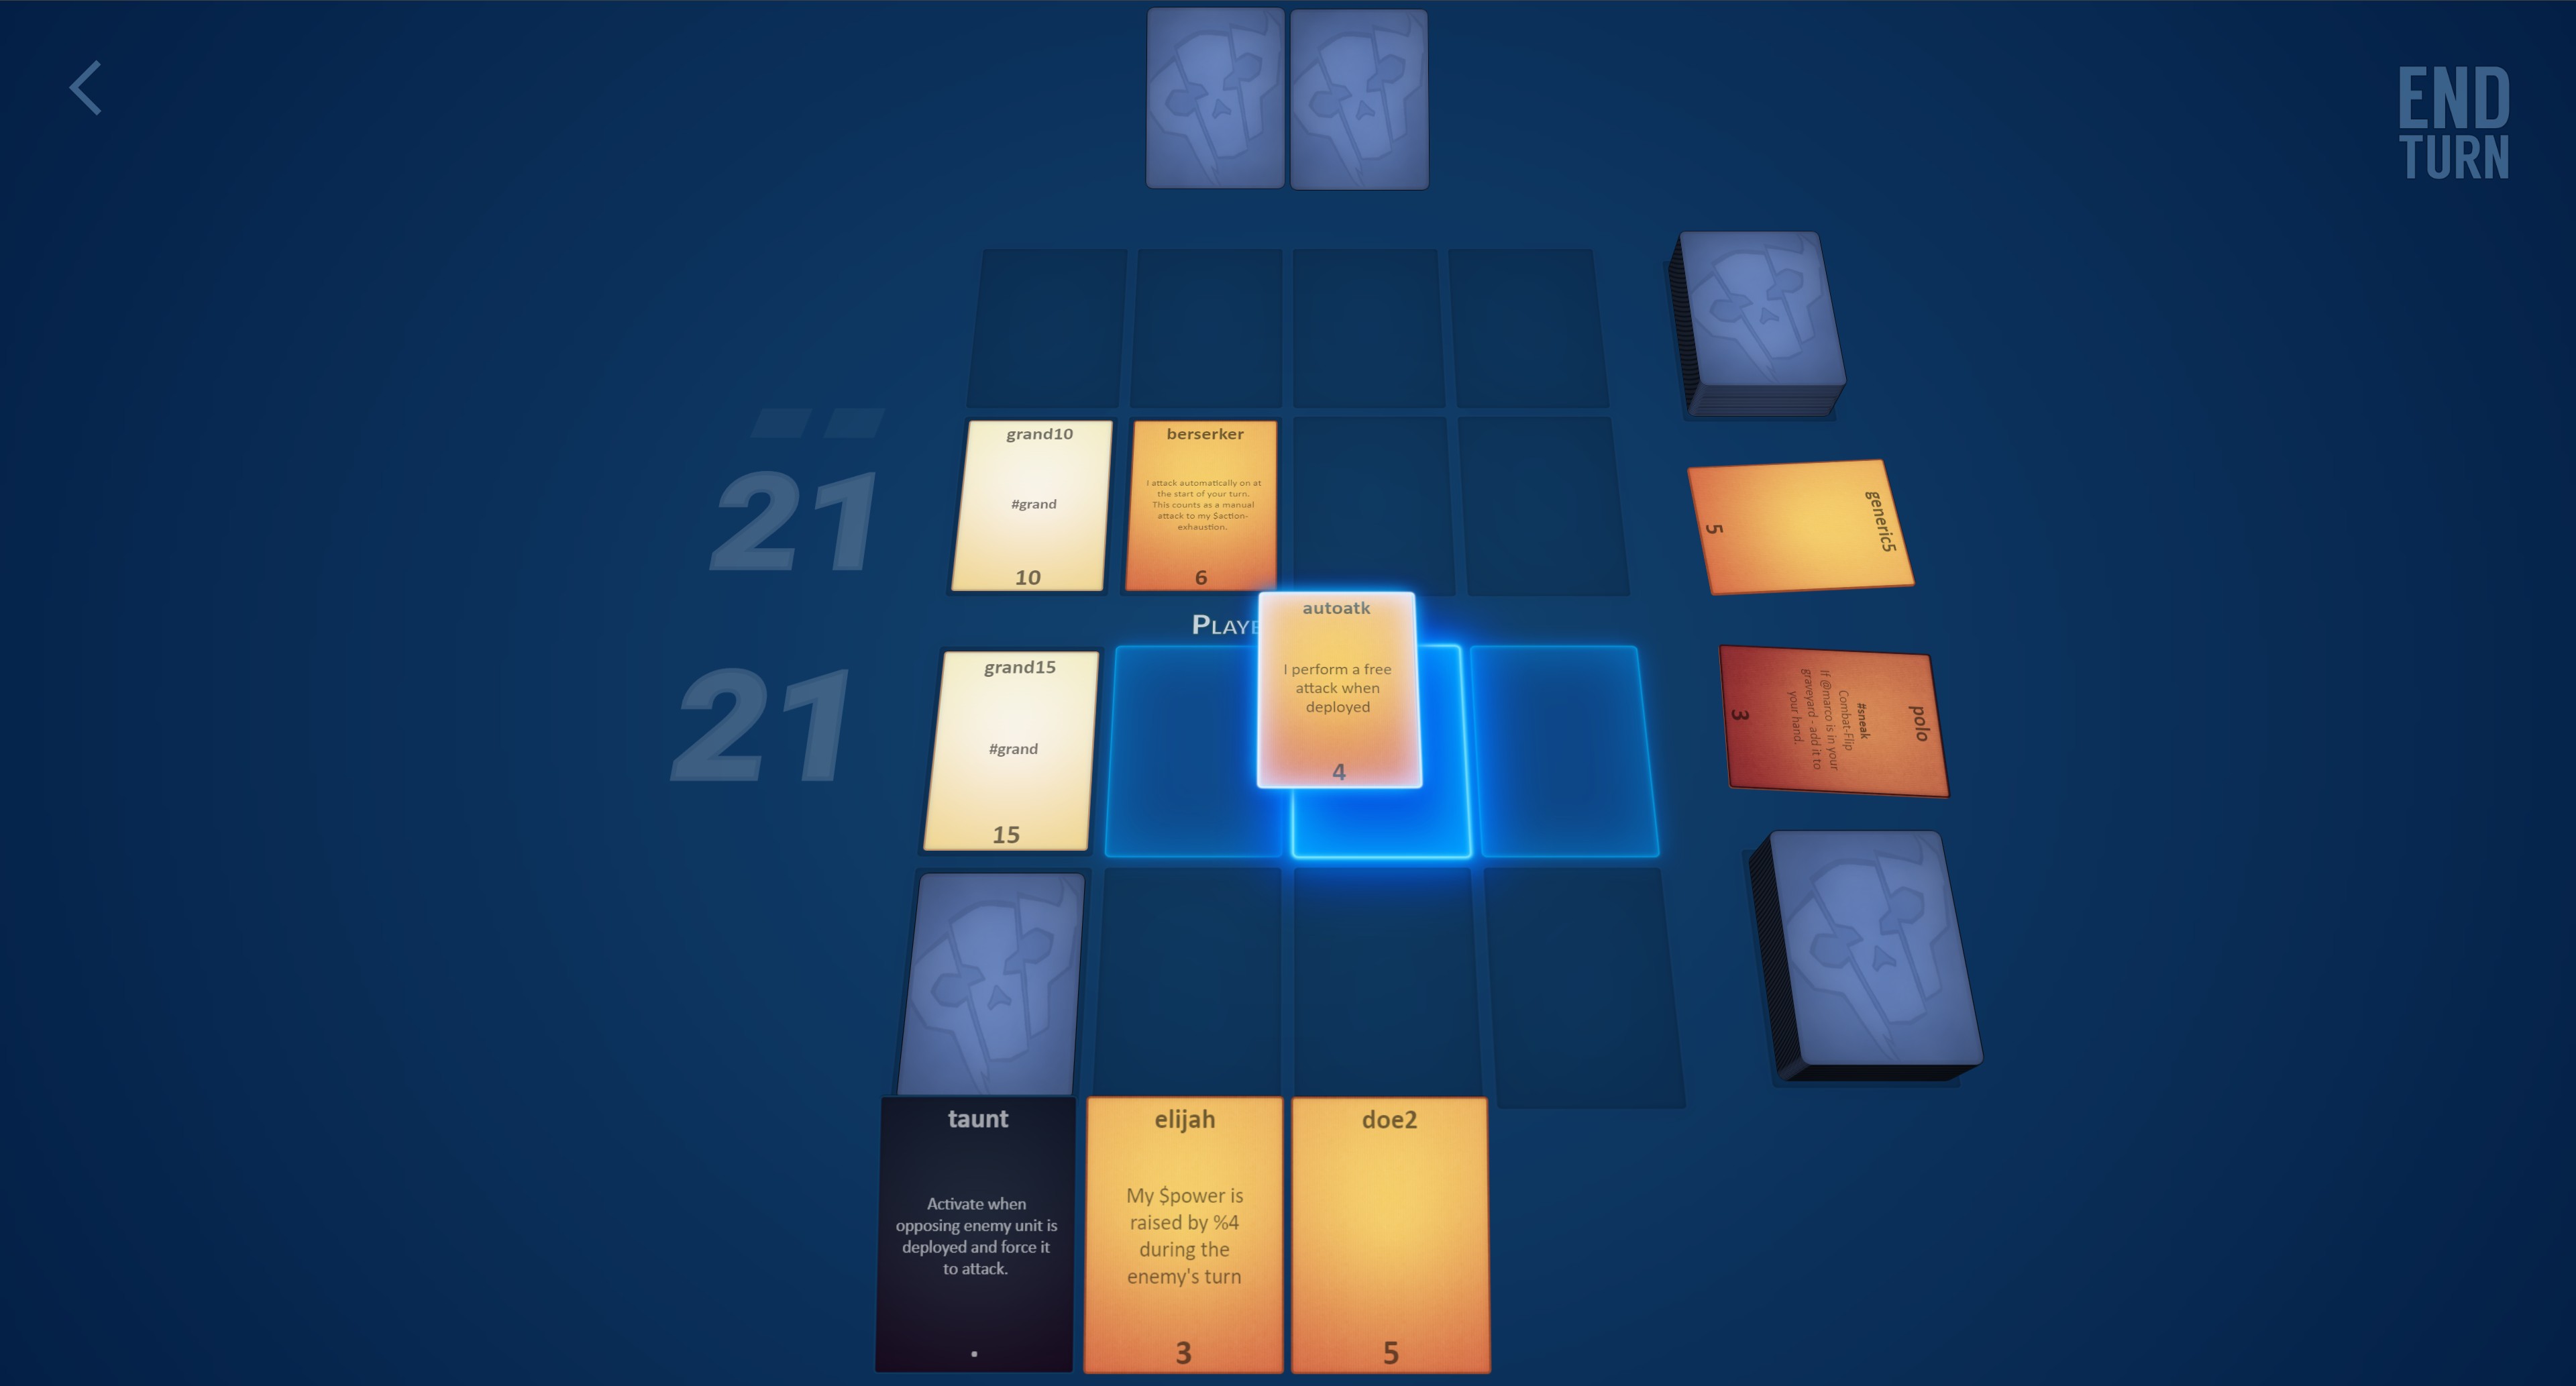 END
TURN
grand10
#grand
10
berserker
I attack automatically on at
the start of your turn.
This counts as a manual
attack to my $action-
exhaustion.
6
generic5
5
21
21
autoatk
I perform a free
attack when
deployed
4
grand15
#grand
15
polo
#sneak
Combat-Flip
If @marco is in your
graveyard - add it to
your hand.
3
taunt
Activate when
opposing enemy unit is
deployed and force it
to attack.
.
elijah
My $power is
raised by %4
during the
enemy's turn
3
doe2
5